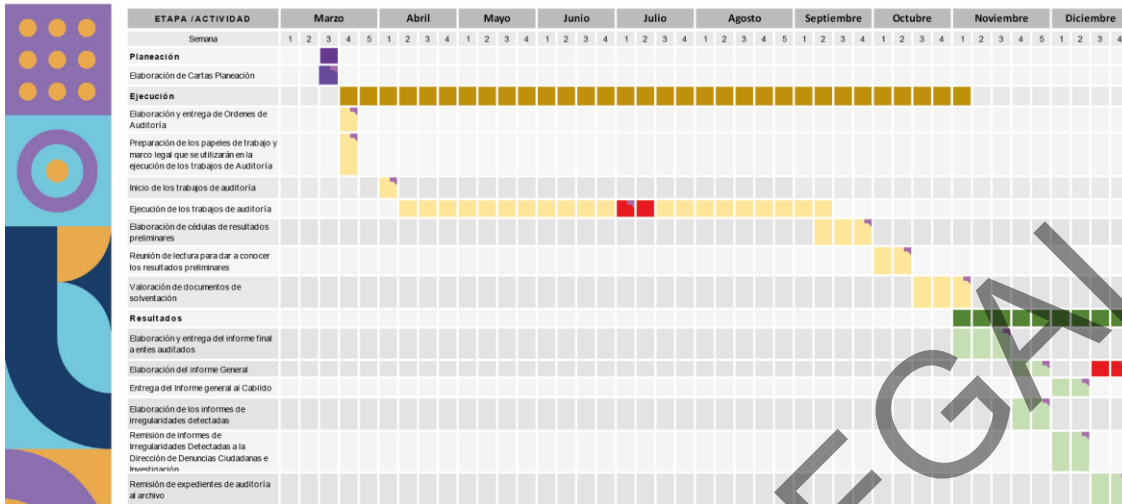 ETAPA / ACTIVIDAD Marzo Abril Mayo Junio Julio Agosto Septiembre Octubre Noviembre Diciembre
Semana 1 2 3 4 5 1 2 3 4 1 2 3 4 1 2 3 4 1 2 3 4 1 2 3 4 5 1 2 3 4 1 2 3 4 1 2 3 4 5 1 2 3 4
Planeación
Elaboración de Cartas Planeación
Ejecución
Elaboración y entrega de Ordenes de
Auditoría
Preparación de los papeles de trabajo y
marco legal que se utilizarán en la
ejecución de los trabajos de Auditoría
Inicio de los trabajos de auditoría
Ejecución de los trabajos de auditoría
Elaboración de cédulas de resultados
preliminares
Reunión de lectura para dar a conocer
los resultados preliminares
Valoración de documentos de
solventación
Resultados
Elaboración y entrega del informe final
a entes auditados
Elaboración del informe General
Entrega del Informe general al Cabildo
Elaboración de los informes de
irregularidades detectadas
Remisión de informes de
Irregularidades Detectadas a la
Dirección de Denuncias Ciudadanas e
Investigación
Remisión de expedientes de auditoría
al archivo